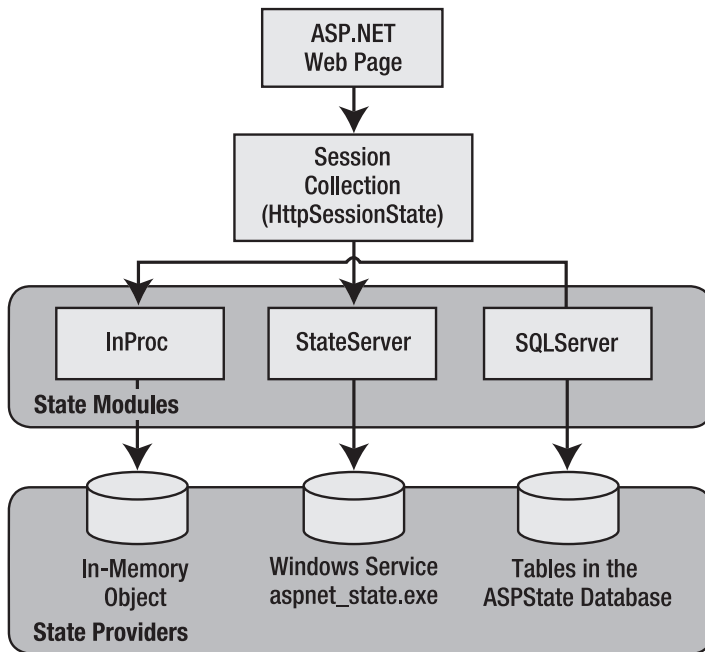 ASP.NET
Web Page
Session
Collection
(HttpSessionState)
InProc
StateServer
SQLServer
State Modules
In-Memory
Object
Windows Service
aspnet_state.exe
Tables in the
ASPState Database
State Providers